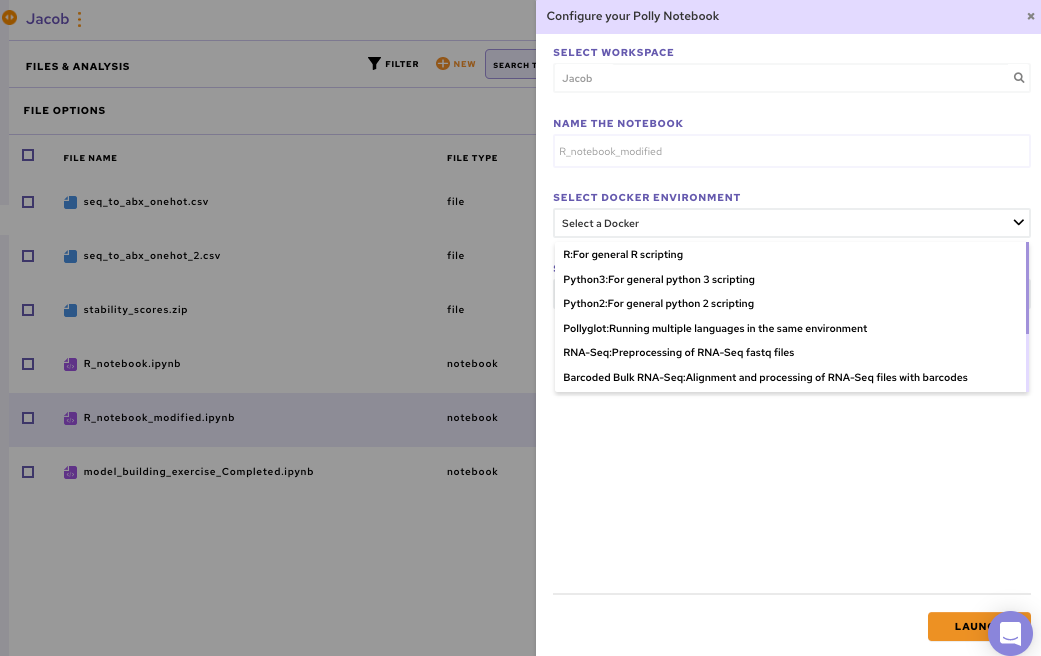 Jacob
FILES & ANALYSIS
FILTER
NEW
SEARCH
FILE OPTIONS
FILE NAME
FILE TYPE
seq_to_abx_onehot.csv
file
seq_to_abx_onehot_2.csv
file
stability_scores.zip
file
R_notebook.ipynb
notebook
R_notebook_modified.ipynb
notebook
model_building_exercise_Completed.ipynb
notebook
Configure your Polly Notebook
SELECT WORKSPACE
Jacob
NAME THE NOTEBOOK
R_notebook_modified
SELECT DOCKER ENVIRONMENT
Select a Docker
R:For general R scripting
Python3:For general python 3 scripting
Python2:For general python 2 scripting
Pollyglot:Running multiple languages in the same environment
RNA-Seq:Preprocessing of RNA-Seq fastq files
Barcoded Bulk RNA-Seq:Alignment and processing of RNA-Seq files with barcodes